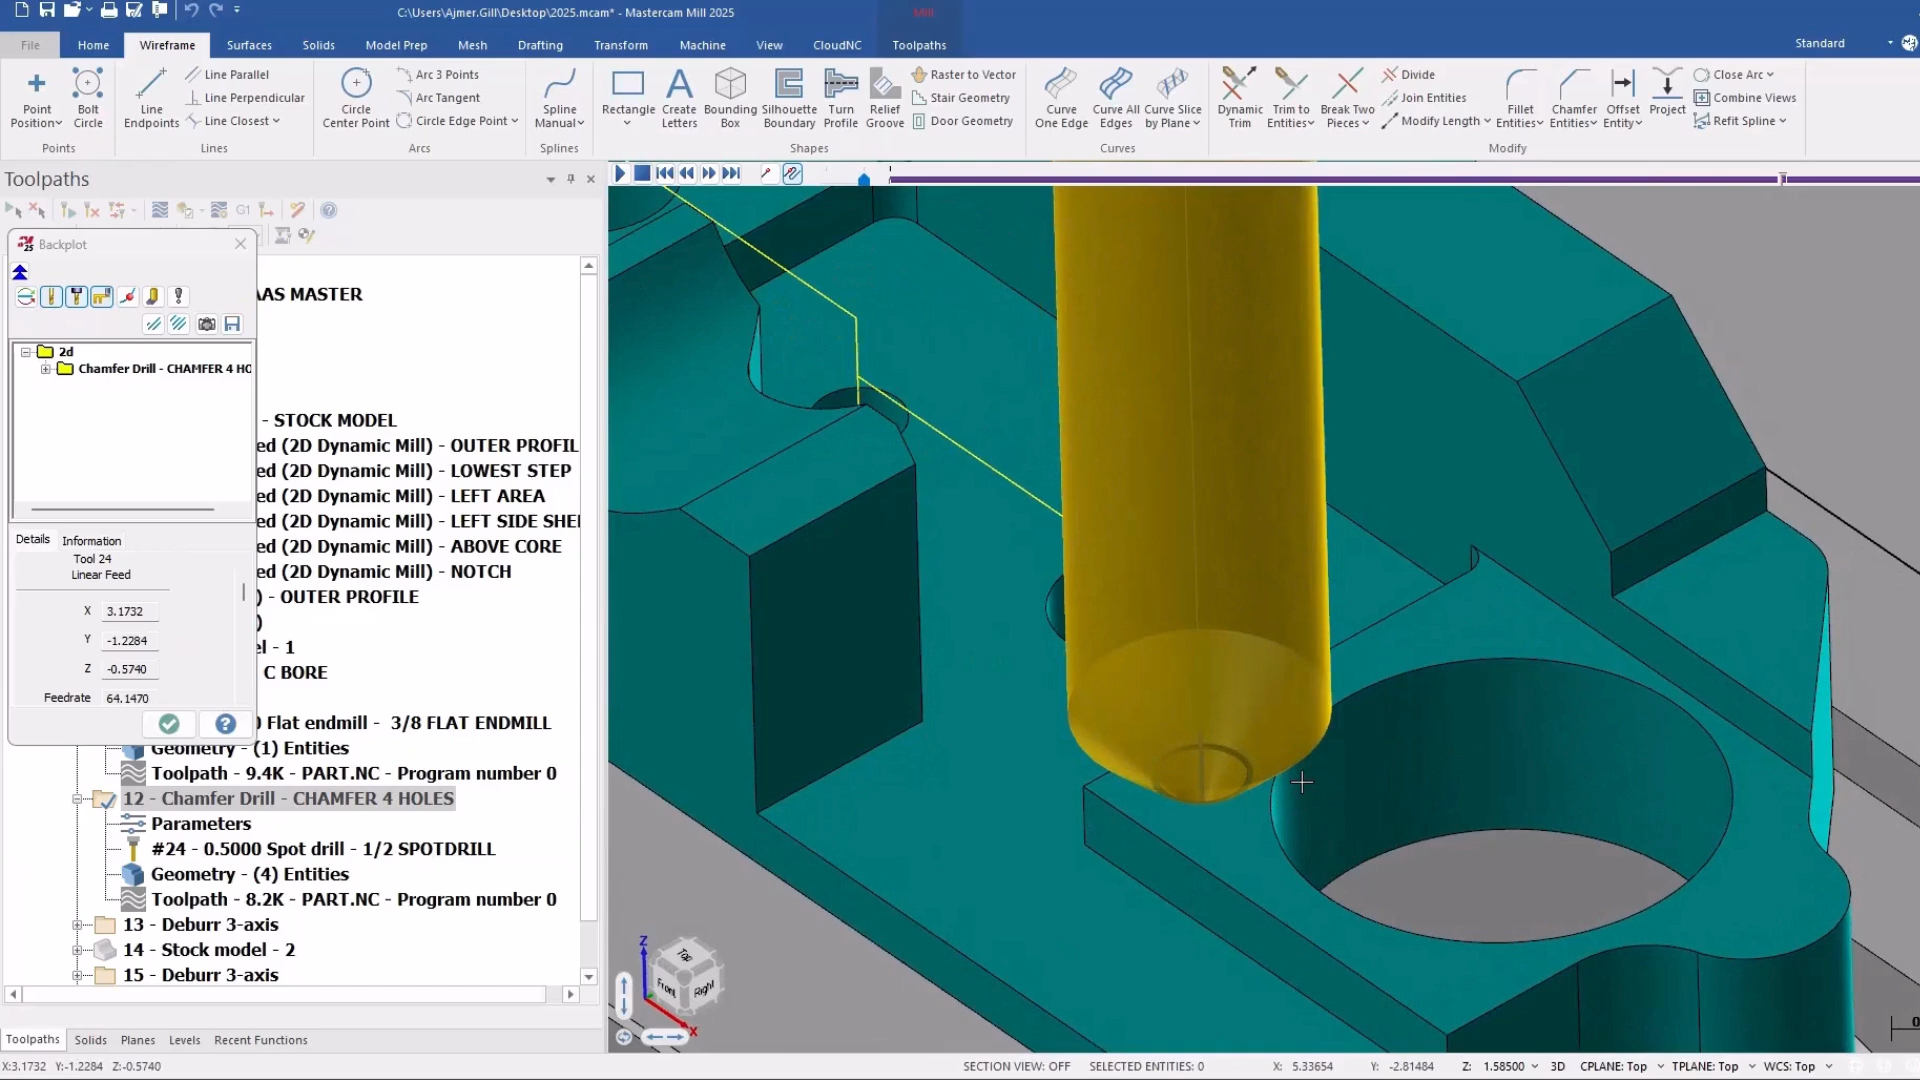 C:\Users\Ajmer.Gill\Desktop\2025.mcam* - Mastercam Mill 2025
Mill
File
Home
Wireframe
Surfaces
Solids
Model Prep
Mesh
Drafting
Transform
Machine
View
CloudNC
Toolpaths
Standard
Point Position
Bolt Circle
Points
Line Endpoints
Line Parallel
Line Perpendicular
Line Closest
Lines
Circle Center Point
Arc 3 Points
Arc Tangent
Circle Edge Point
Arcs
Spline Manual
Splines
Rectangle
Create Letters
Bounding Box
Silhouette Boundary
Turn Profile
Relief Groove
Raster to Vector
Stair Geometry
Door Geometry
Shapes
Curve One Edge
Curve All Edges
Curve Slice by Plane
Curves
Dynamic Trim
Trim to Entities
Break Two Pieces
Divide
Join Entities
Modify Length
Fillet Entities
Chamfer Entities
Offset Entity
Project
Close Arc
Combine Views
Refit Spline
Modify
Toolpaths
G1
Backplot
2d
Chamfer Drill - CHAMFER 4 HO
Details
Information
Tool 24
Linear Feed
X 3.1732
Y -1.2284
Z -0.5740
Feedrate 64.1470
AAS MASTER
- STOCK MODEL
ed (2D Dynamic Mill) - OUTER PROFIL
ed (2D Dynamic Mill) - LOWEST STEP
ed (2D Dynamic Mill) - LEFT AREA
ed (2D Dynamic Mill) - LEFT SIDE SHE
ed (2D Dynamic Mill) - ABOVE CORE
ed (2D Dynamic Mill) - NOTCH
) - OUTER PROFILE
)
el - 1
C BORE
0 Flat endmill - 3/8 FLAT ENDMILL
Geometry - (1) Entities
Toolpath - 9.4K - PART.NC - Program number 0
12 - Chamfer Drill - CHAMFER 4 HOLES
Parameters
#24 - 0.5000 Spot drill - 1/2 SPOTDRILL
Geometry - (4) Entities
Toolpath - 8.2K - PART.NC - Program number 0
13 - Deburr 3-axis
14 - Stock model - 2
15 - Deburr 3-axis
Z
Top
Front
Right
X
0
Toolpaths
Solids
Planes
Levels
Recent Functions
X:3.1732 Y:-1.2284 Z:-0.5740
SECTION VIEW: OFF
SELECTED ENTITIES: 0
X: 5.33654
Y: -2.81484
Z: 1.58500
3D
CPLANE: Top
TPLANE: Top
WCS: Top